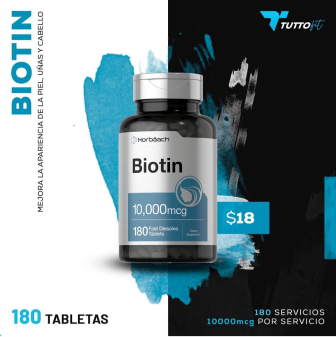 BIOTIN
MEJORA LA APARIENCIA DE LA PIEL, UÑAS Y CABELLO
TUTTOfit
Horbäach
Biotin
10,000mcg
180 Fast Dissolve
Tablets
$18
180 TABLETAS
180 SERVICIOS
10000mcg POR SERVICIO